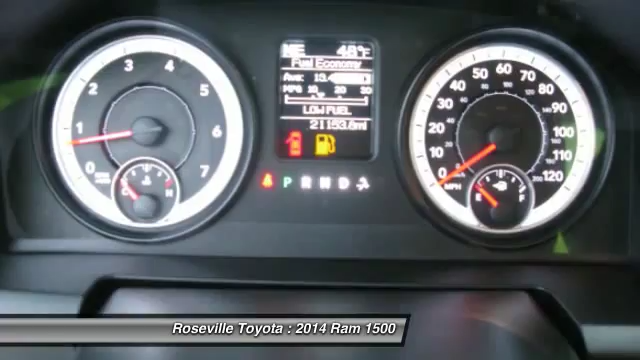 NE 48°F
Fuel Economy
Ave: 13.4
MPG 10 20 30
LOW FUEL
21153.6mi
P R N D
0 1 2 3 4 5 6 7
C H
0 10 20 30 40 50 60 70 80 90 100 120
MPH
200
E F
Roseville Toyota : 2014 Ram 1500